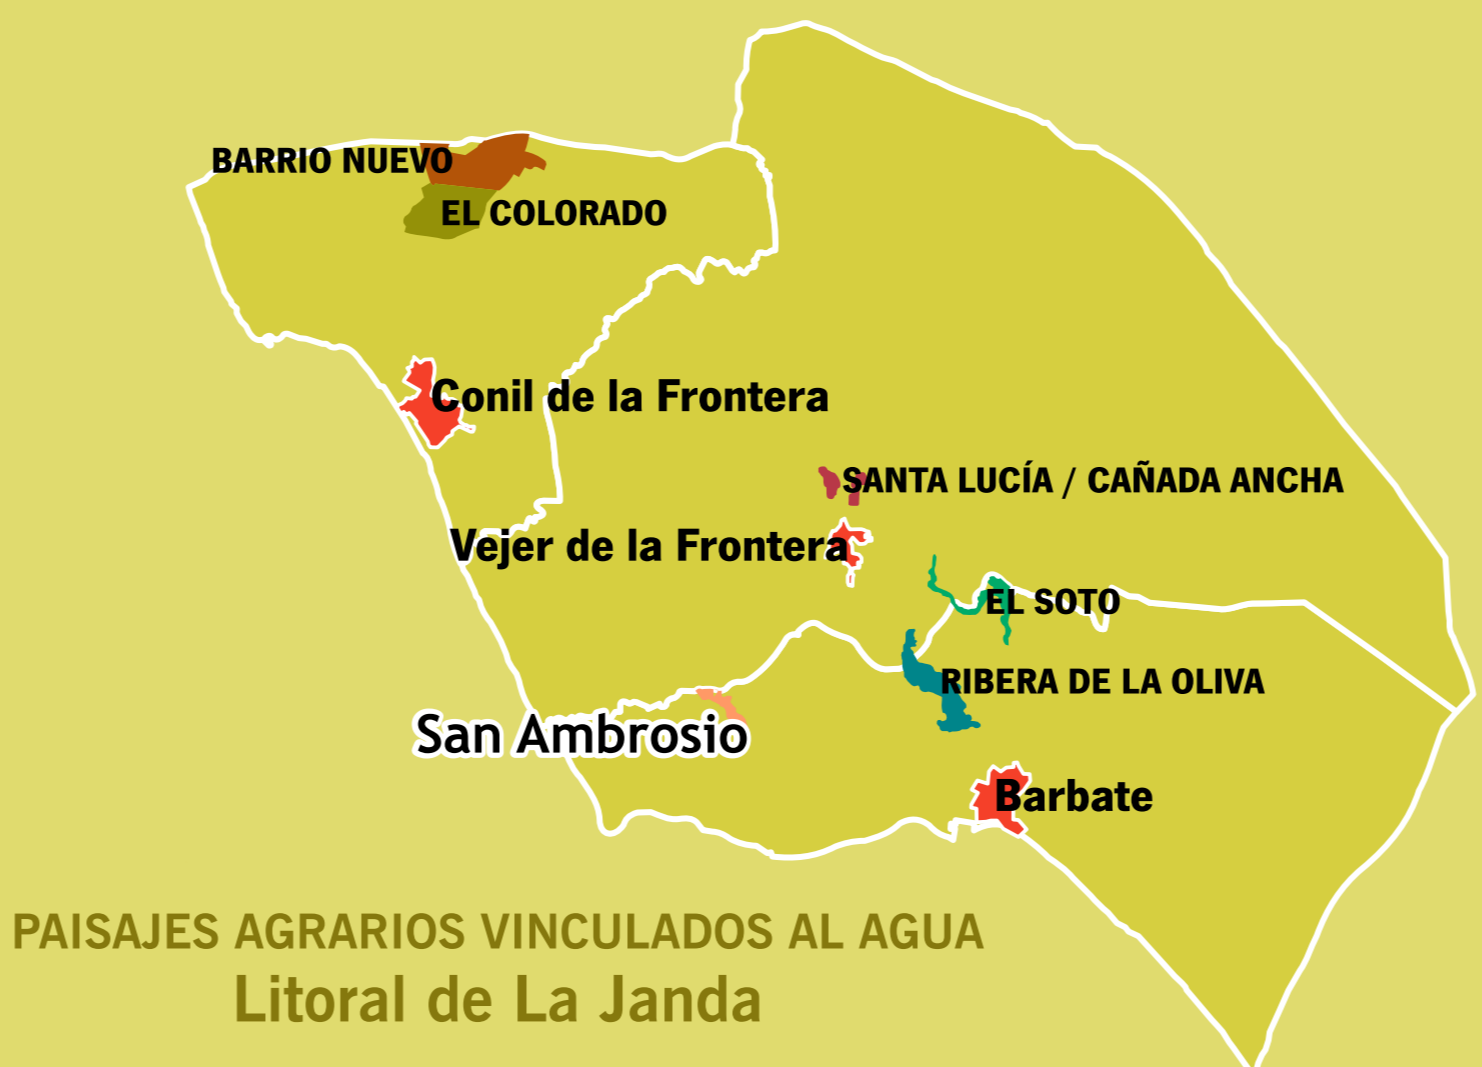 BARRIO NUEVO
EL COLORADO
Conil de la Frontera
SANTA LUCÍA / CAÑADA ANCHA
Vejer de la Frontera
EL SOTO
RIBERA DE LA OLIVA
San Ambrosio
Barbate
PAISAJES AGRARIOS VINCULADOS AL AGUA
Litoral de La Janda